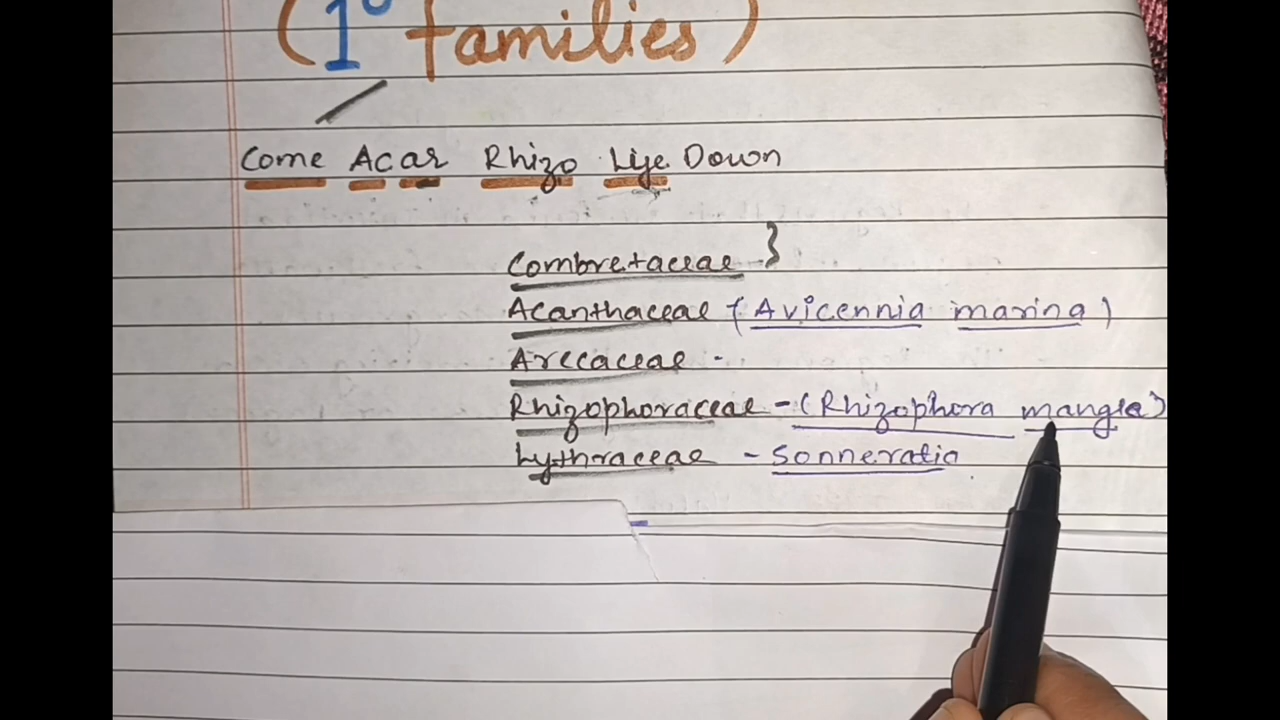 (1° families)
Come Acar Rhizo Lye Down
Combretaceae }
Acanthaceae (Avicennia marina)
Arecaceae -
Rhizophoraceae - (Rhizophora mangle)
Lythraceae - Sonneratia